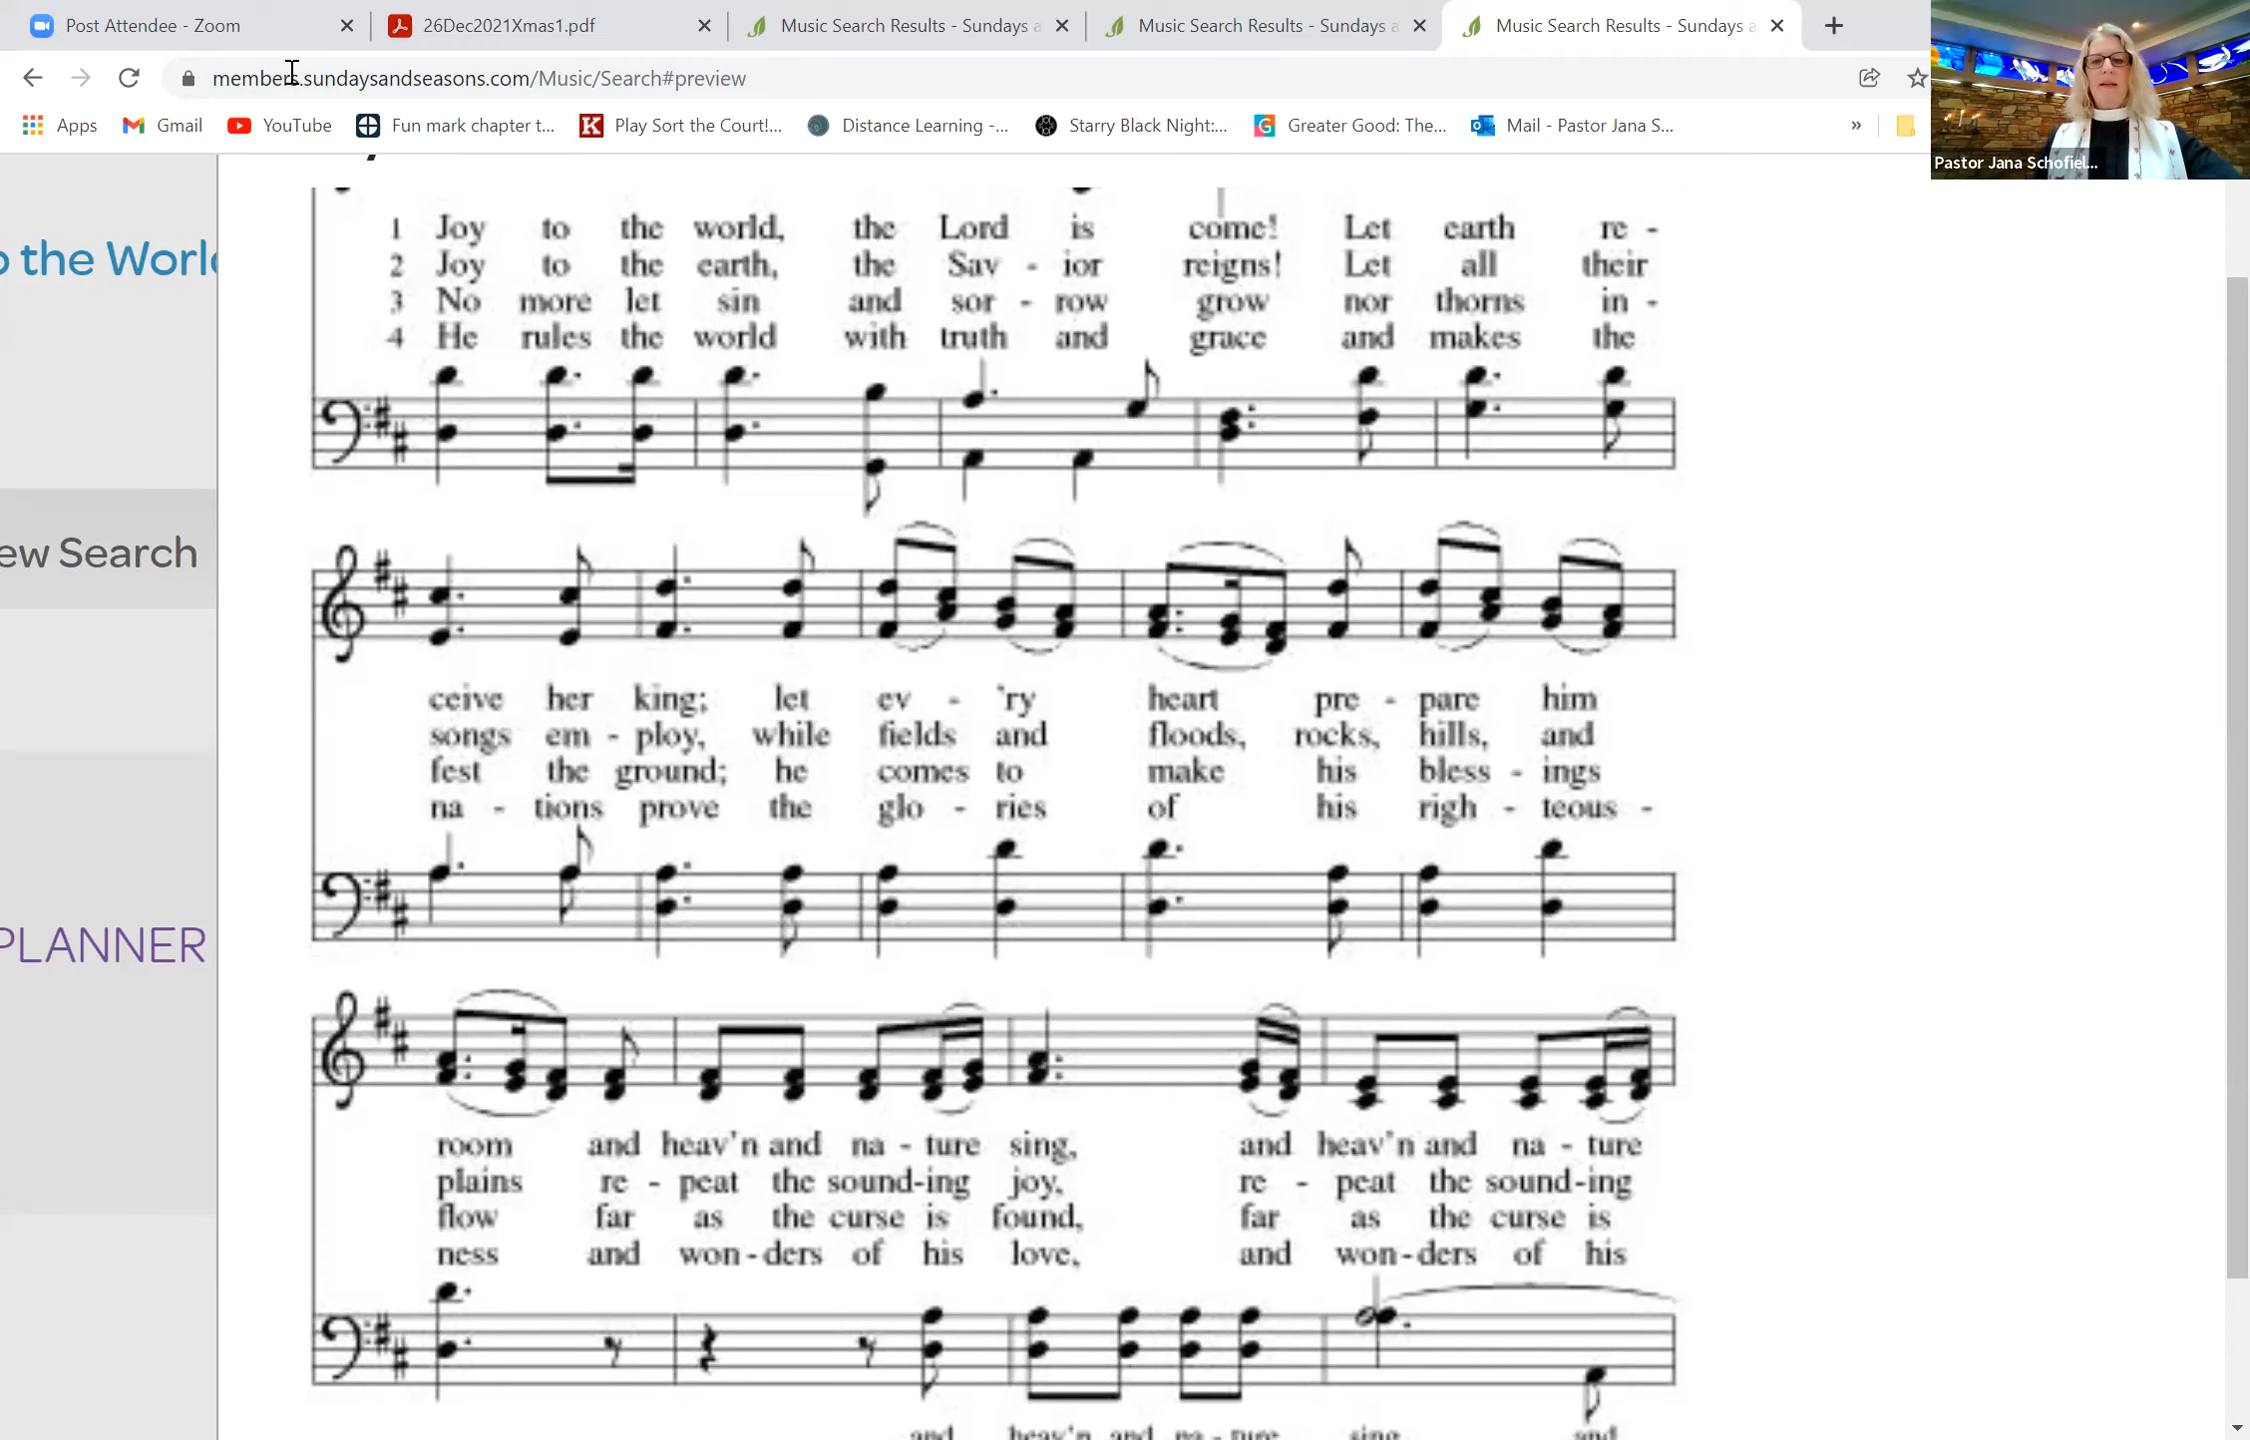 Post Attendee - Zoom
26Dec2021Xmas1.pdf
Music Search Results - Sundays a
Music Search Results - Sundays a
Music Search Results - Sundays a
members.sundaysandseasons.com/Music/Search#preview
Apps
Gmail
YouTube
Fun mark chapter t...
Play Sort the Court!...
Distance Learning -...
Starry Black Night:...
Greater Good: The...
Mail - Pastor Jana S...
»
Pastor Jana Schofiel...
o the World
ew Search
PLANNER
1 Joy to the world, the Lord is come! Let earth re -
2 Joy to the earth, the Sav - ior reigns! Let all their
3 No more let sin and sor - row grow nor thorns in -
4 He rules the world with truth and grace and makes the
ceive her king; let ev - 'ry heart pre - pare him
songs em - ploy, while fields and floods, rocks, hills, and
fest the ground; he comes to make his bless - ings
na - tions prove the glo - ries of his righ - teous -
room and heav'n and na - ture sing, and heav'n and na - ture
plains re - peat the sound-ing joy, re - peat the sound-ing
flow far as the curse is found, far as the curse is
ness and won-ders of his love, and won-ders of his
and heav'n and na - ture sing and